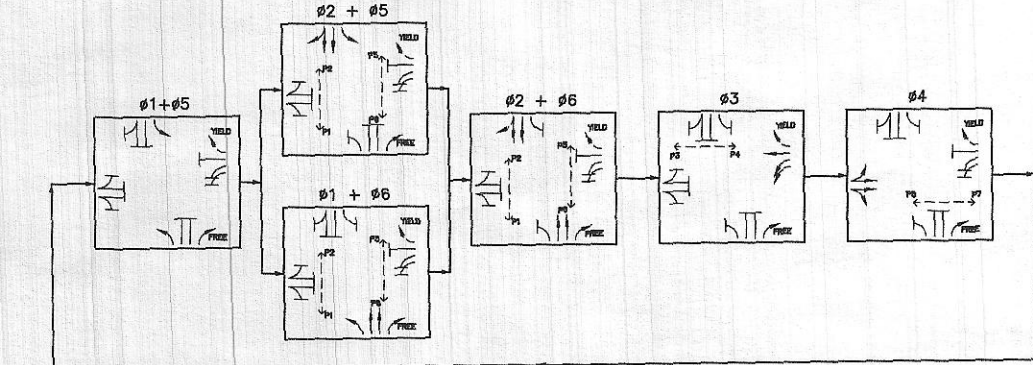 ø2 + ø5
YIELD
P2
P5
P1
P6
FREE
ø1+ø5
YIELD
FREE
ø1 + ø6
YIELD
P2
P5
P1
P6
FREE
ø2 + ø6
YIELD
P2
P5
P1
P6
FREE
ø3
YIELD
P3
P4
FREE
ø4
YIELD
P8
P7
FREE